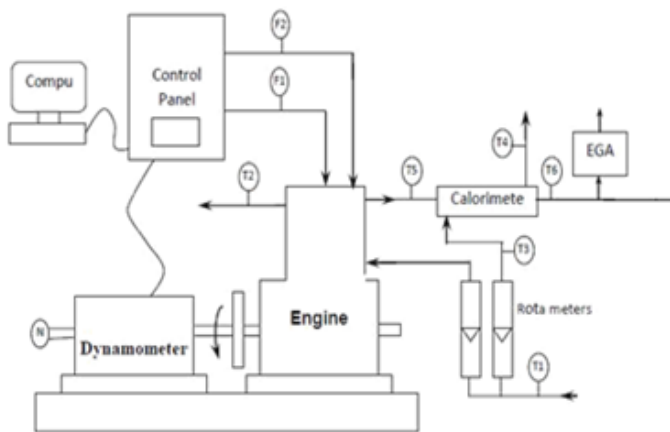 F2
Compu
Control
Panel
F1
T4
EGA
T2
T5
T6
Calorimete
T3
Engine
Rota meters
N
Dynamometer
T1